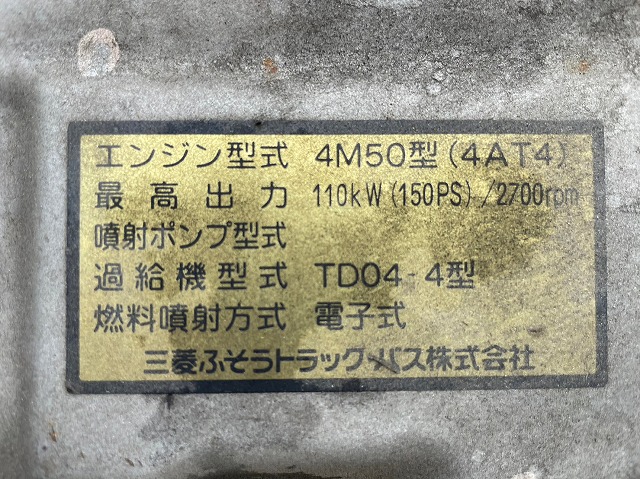 エンジン型式 4M50型(4AT4)
最高出力 110kW(150PS)/2700rpm
噴射ポンプ型式
過給機型式 TD04-4型
燃料噴射方式 電子式
三菱ふそうトラック・バス株式会社